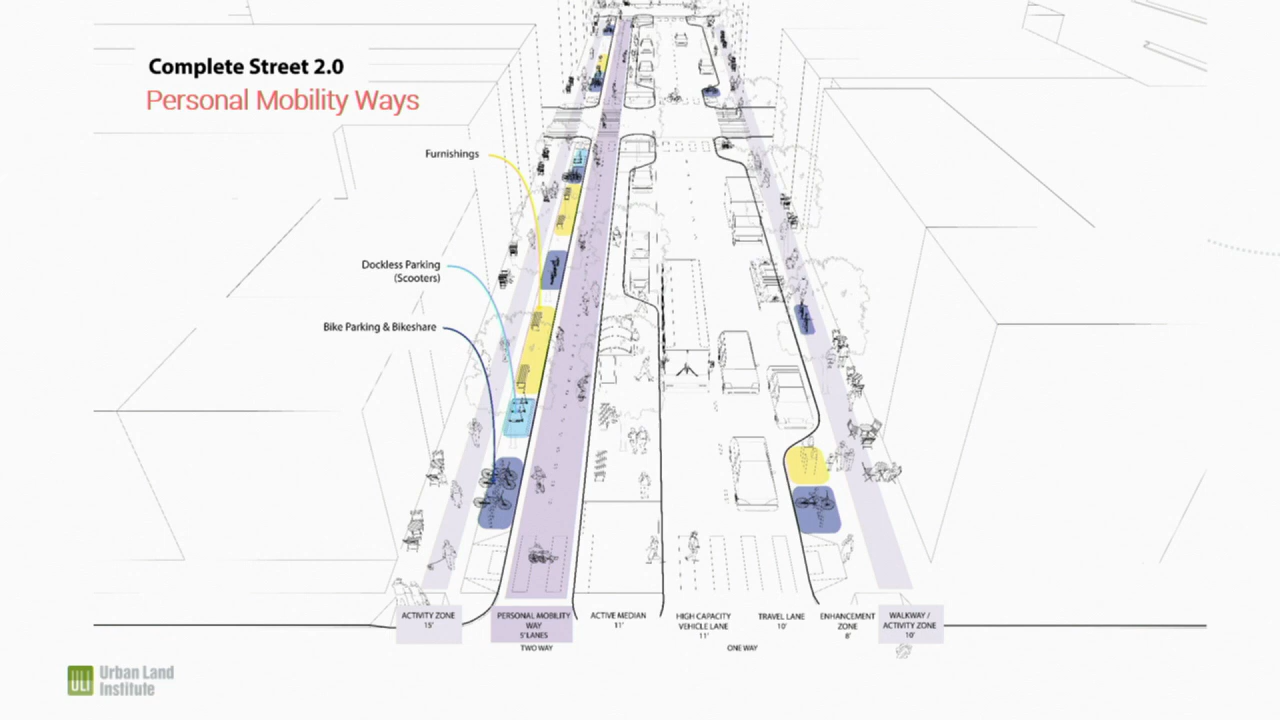 Complete Street 2.0
Personal Mobility Ways
Furnishings
Dockless Parking
(Scooters)
Bike Parking & Bikeshare
ACTIVITY ZONE
15'
PERSONAL MOBILITY
WAY
5' LANES
TWO WAY
ACTIVE MEDIAN
11'
HIGH CAPACITY
VEHICLE LANE
11'
TRAVEL LANE
10'
ONE WAY
ENHANCEMENT
ZONE
8'
WALKWAY /
ACTIVITY ZONE
10'
ULI
Urban Land
Institute